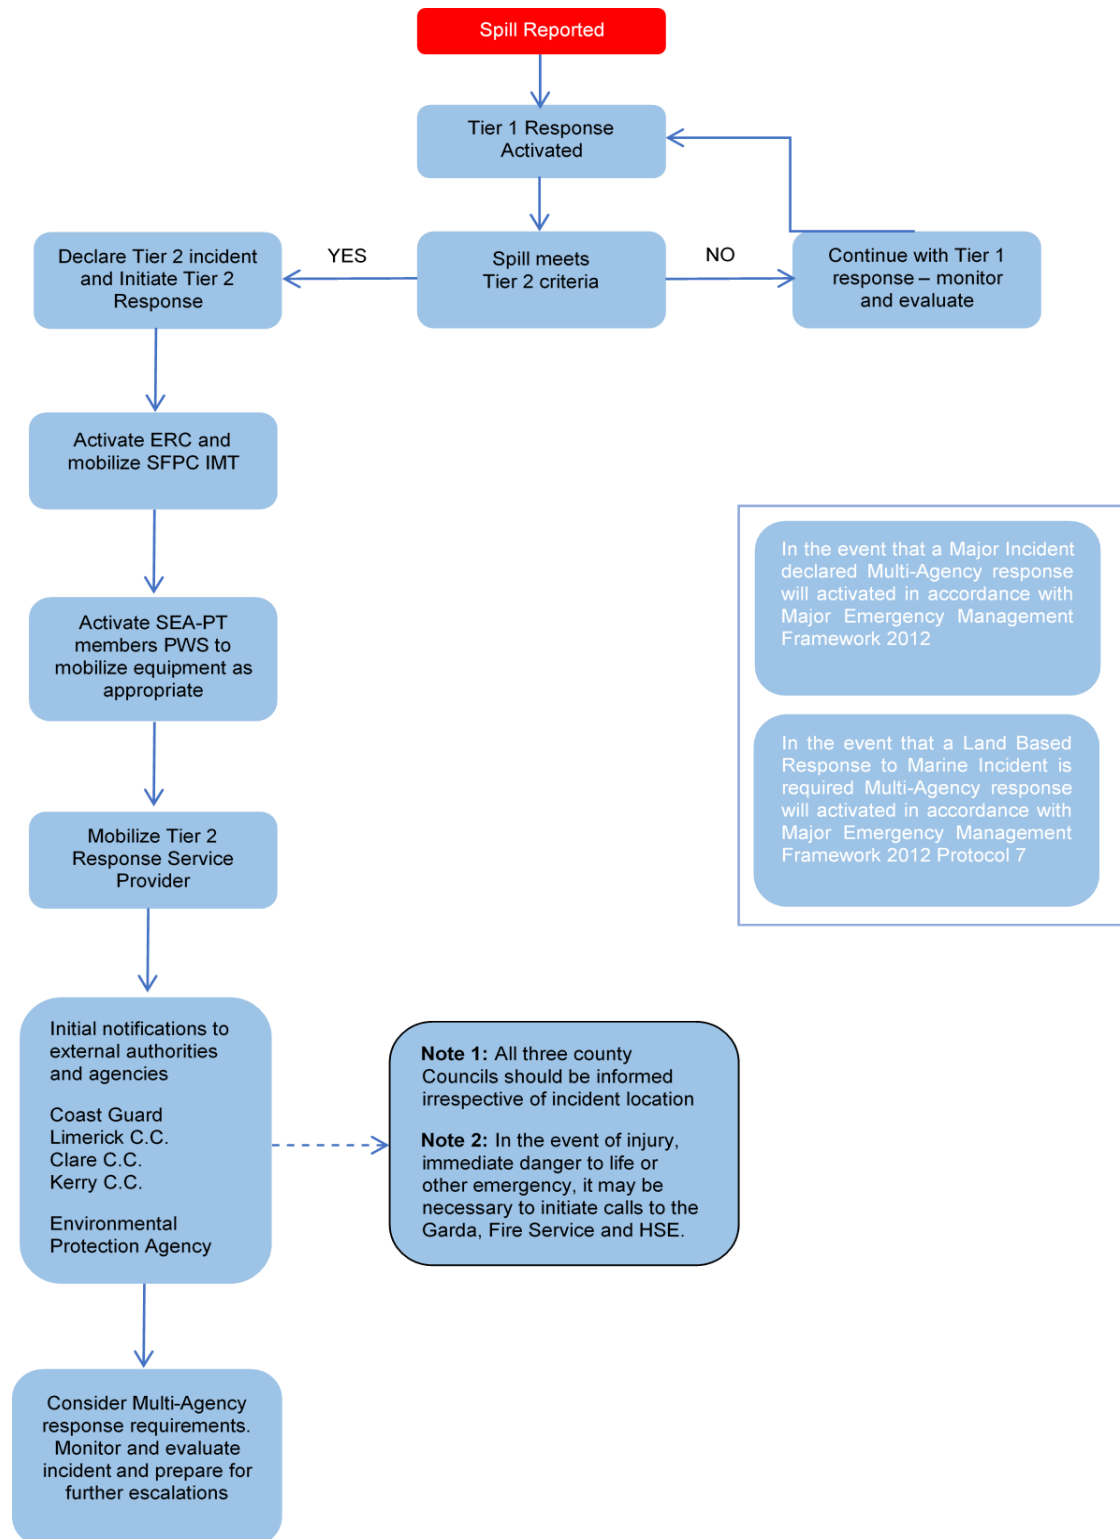 Spill Reported
Tier 1 Response
Activated
Declare Tier 2 incident
and Initiate Tier 2
Response
YES
Spill meets
Tier 2 criteria
NO
Continue with Tier 1
response – monitor
and evaluate
Activate ERC and
mobilize SFPC IMT
Activate SEA-PT
members PWS to
mobilize equipment as
appropriate
Mobilize Tier 2
Response Service
Provider
In the event that a Major Incident
declared Multi-Agency response
will activated in accordance with
Major Emergency Management
Framework 2012
In the event that a Land Based
Response to Marine Incident is
required Multi-Agency response
will activated in accordance with
Major Emergency Management
Framework 2012 Protocol 7
Initial notifications to
external authorities
and agencies
Coast Guard
Limerick C.C.
Clare C.C.
Kerry C.C.
Environmental
Protection Agency
Note 1: All three county
Councils should be informed
irrespective of incident location
Note 2: In the event of injury,
immediate danger to life or
other emergency, it may be
necessary to initiate calls to the
Garda, Fire Service and HSE.
Consider Multi-Agency
response requirements.
Monitor and evaluate
incident and prepare for
further escalations